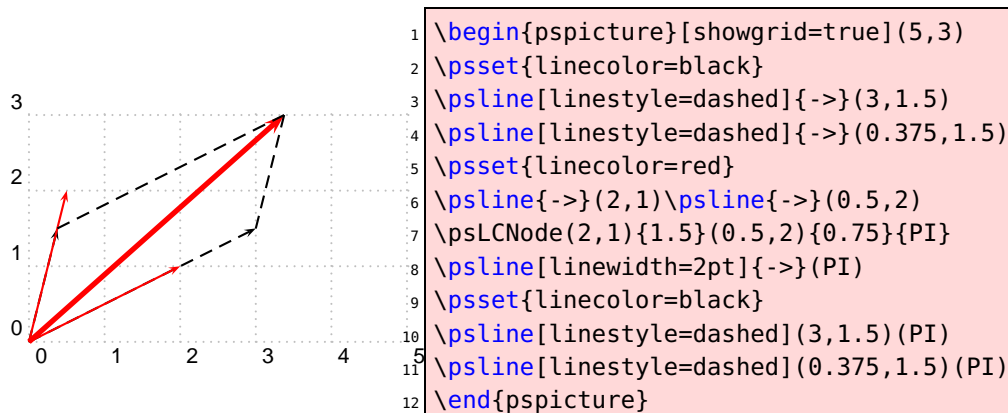 3
2
1
0
0 1 2 3 4 5
1 \begin{pspicture}[showgrid=true](5,3)
2 \psset{linecolor=black}
3 \psline[linestyle=dashed]{->}(3,1.5)
4 \psline[linestyle=dashed]{->}(0.375,1.5)
5 \psset{linecolor=red}
6 \psline{->}(2,1)\psline{->}(0.5,2)
7 \psLCNode(2,1){1.5}(0.5,2){0.75}{PI}
8 \psline[linewidth=2pt]{->}(PI)
9 \psset{linecolor=black}
10 \psline[linestyle=dashed](3,1.5)(PI)
11 \psline[linestyle=dashed](0.375,1.5)(PI)
12 \end{pspicture}